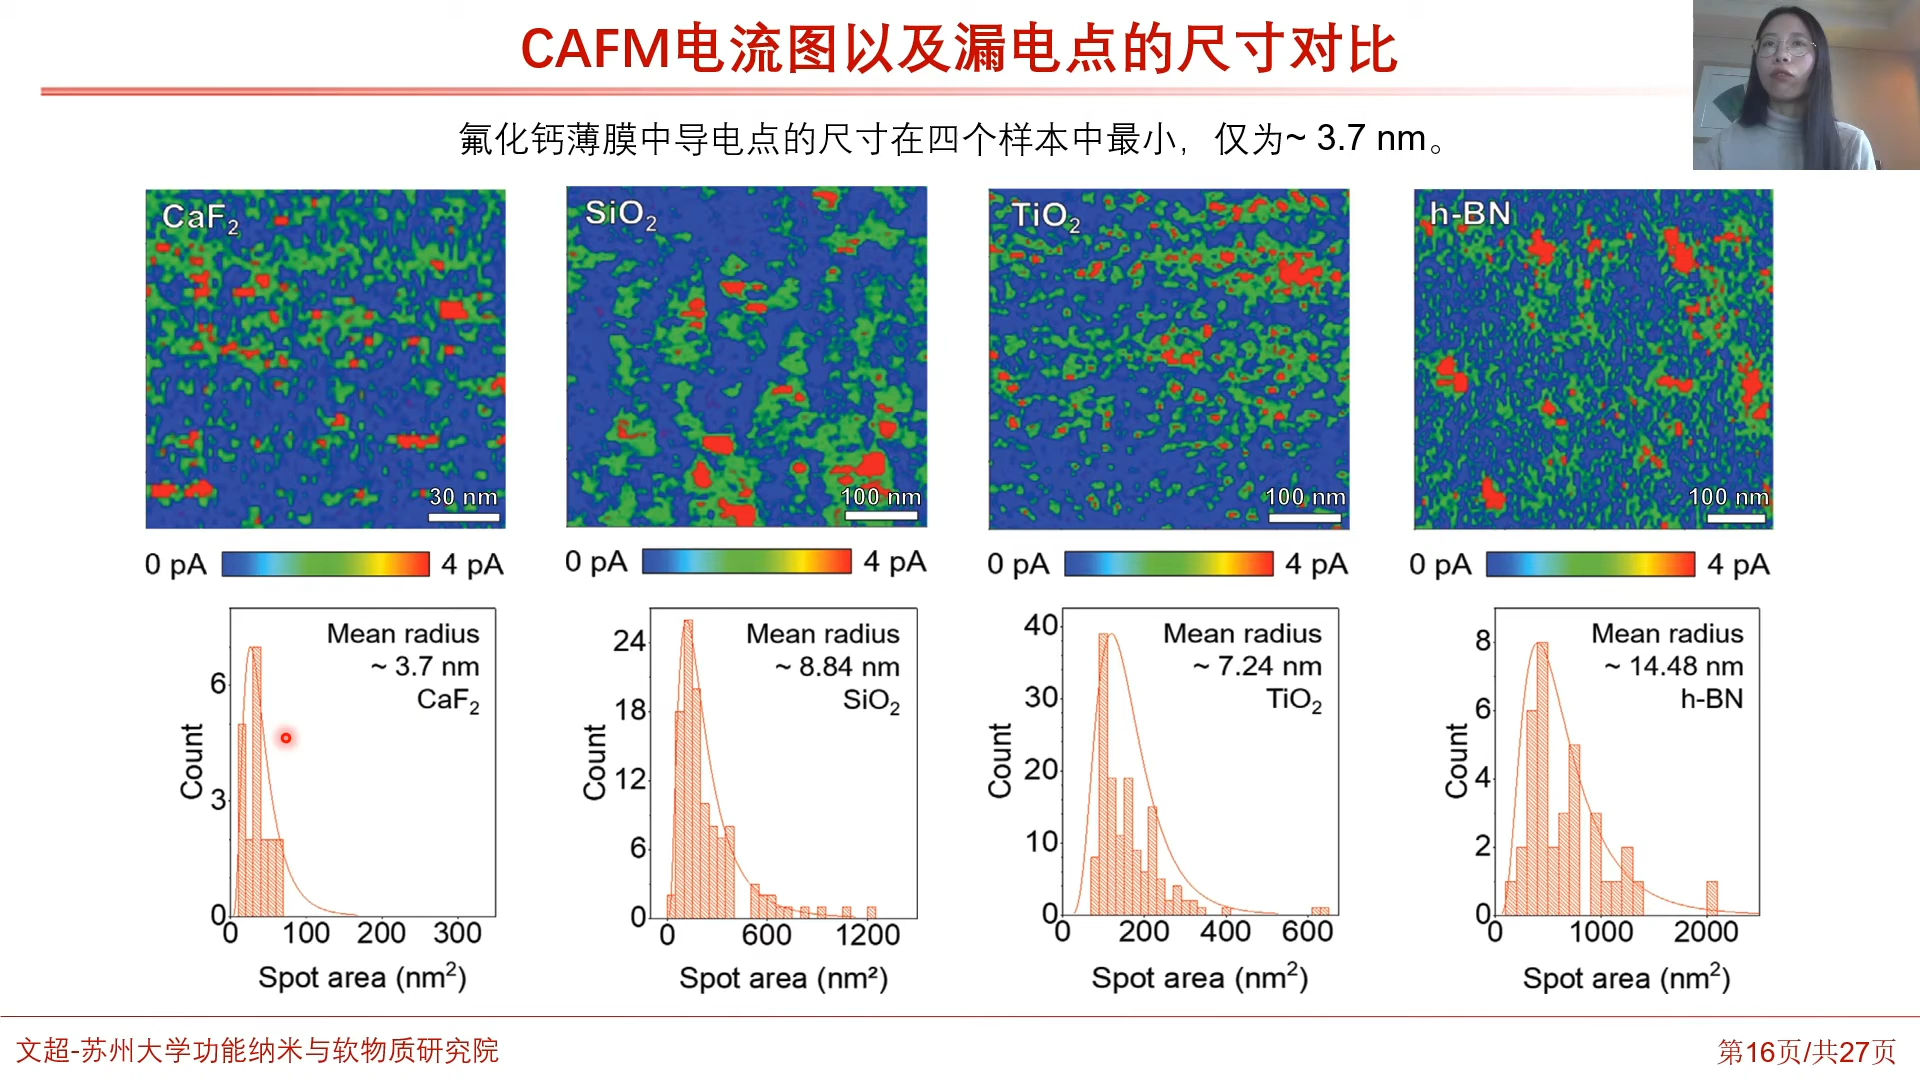 CAFM电流图以及漏电点的尺寸对比
氟化钙薄膜中导电点的尺寸在四个样本中最小，仅为~ 3.7 nm。
CaF₂
30 nm
0 pA
4 pA
SiO₂
100 nm
0 pA
4 pA
TiO₂
100 nm
0 pA
4 pA
h-BN
100 nm
0 pA
4 pA
Mean radius
~ 3.7 nm
CaF₂
Count
6
3
0
0 100 200 300
Spot area (nm²)
Mean radius
~ 8.84 nm
SiO₂
Count
24
18
12
6
0
0 600 1200
Spot area (nm²)
Mean radius
~ 7.24 nm
TiO₂
Count
40
30
20
10
0
0 200 400 600
Spot area (nm²)
Mean radius
~ 14.48 nm
h-BN
Count
8
6
4
2
0
0 1000 2000
Spot area (nm²)
文超-苏州大学功能纳米与软物质研究院
第16页/共27页